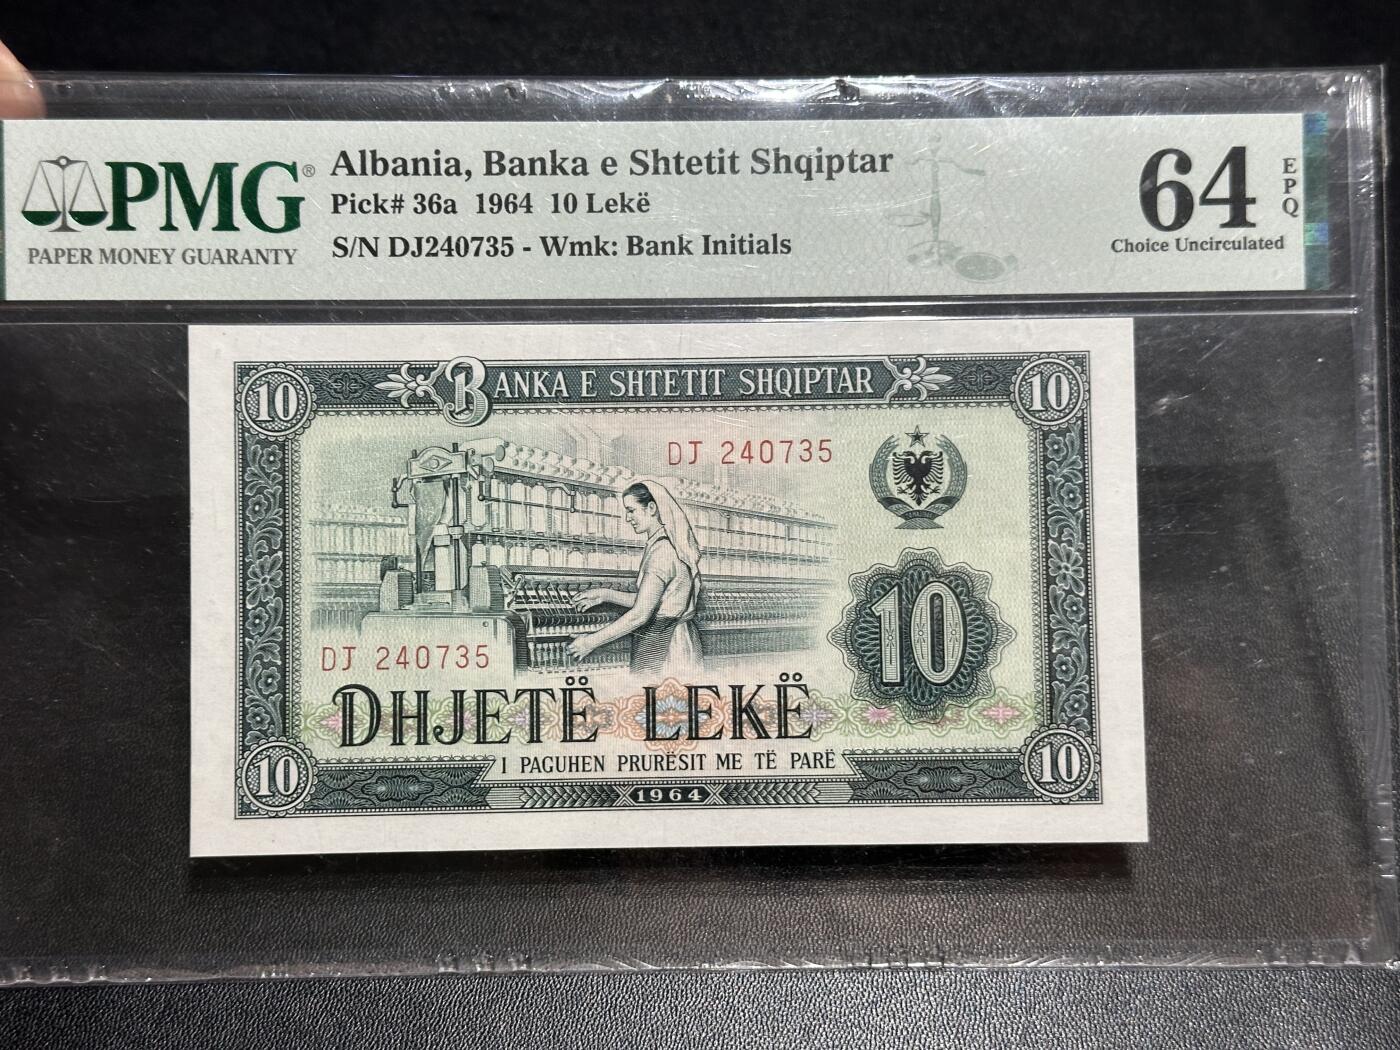 PMG®
PAPER MONEY GUARANTY
Albania, Banka e Shtetit Shqiptar
Pick# 36a 1964 10 Lekë
S/N DJ240735 - Wmk: Bank Initials
64
EPQ
Choice Uncirculated
10
BANKA E SHTETIT SHQIPTAR
10
DJ 240735
10
DJ 240735
DHJETË LEKË
I PAGUHEN PRURËSIT ME TË PARË
10
1964
10